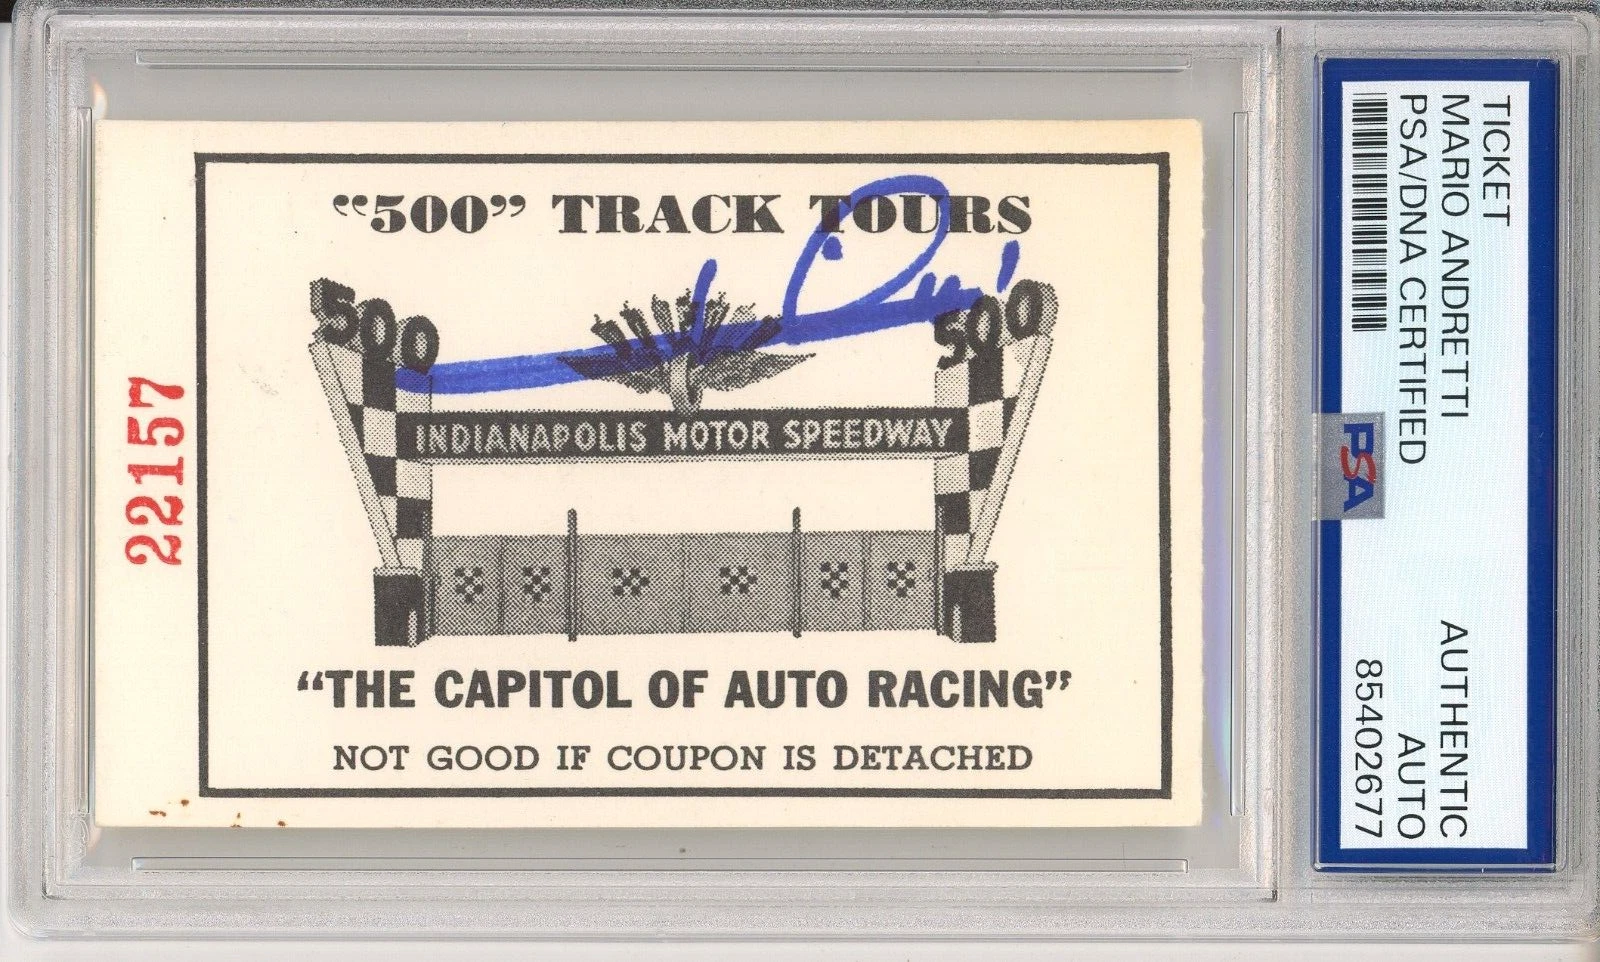 "500" TRACK TOURS
500
500
INDIANAPOLIS MOTOR SPEEDWAY
"THE CAPITOL OF AUTO RACING"
NOT GOOD IF COUPON IS DETACHED
22157
TICKET
MARIO ANDRETTI
PSA/DNA CERTIFIED
AUTHENTIC
AUTO
85402677
PSA